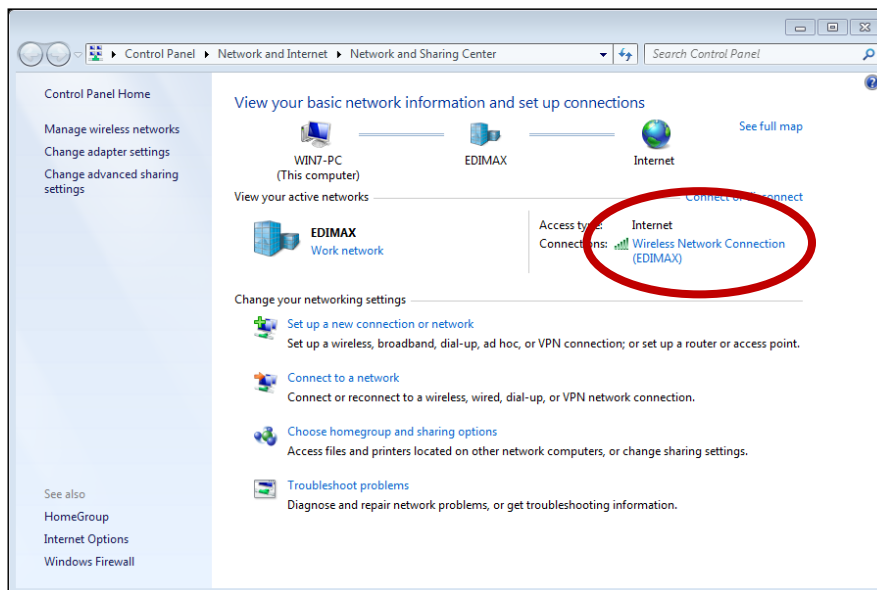 Control Panel Network and Internet Network and Sharing Center Search Control Panel
Control Panel Home
Manage wireless networks
Change adapter settings
Change advanced sharing
settings
View your basic network information and set up connections
See full map
WIN7-PC EDIMAX Internet
(This computer)
View your active networks Connect or disconnect
EDIMAX
Work network
Access type: Internet
Connections: Wireless Network Connection
(EDIMAX)
Change your networking settings
Set up a new connection or network
Set up a wireless, broadband, dial-up, ad hoc, or VPN connection; or set up a router or access point.
Connect to a network
Connect or reconnect to a wireless, wired, dial-up, or VPN network connection.
Choose homegroup and sharing options
Access files and printers located on other network computers, or change sharing settings.
Troubleshoot problems
Diagnose and repair network problems, or get troubleshooting information.
See also
HomeGroup
Internet Options
Windows Firewall